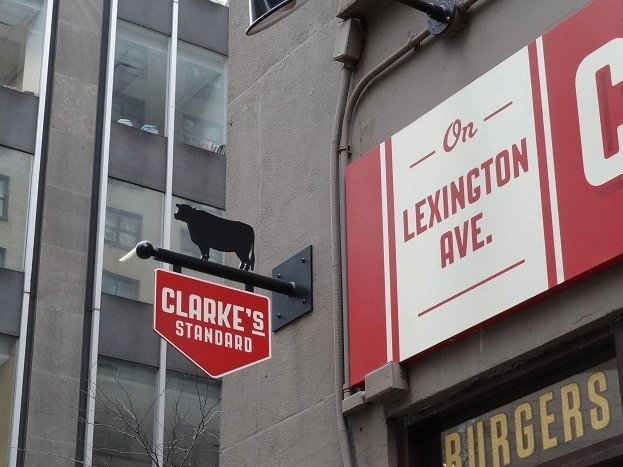 CLARKE'S
STANDARD
On
LEXINGTON
AVE.
BURGERS